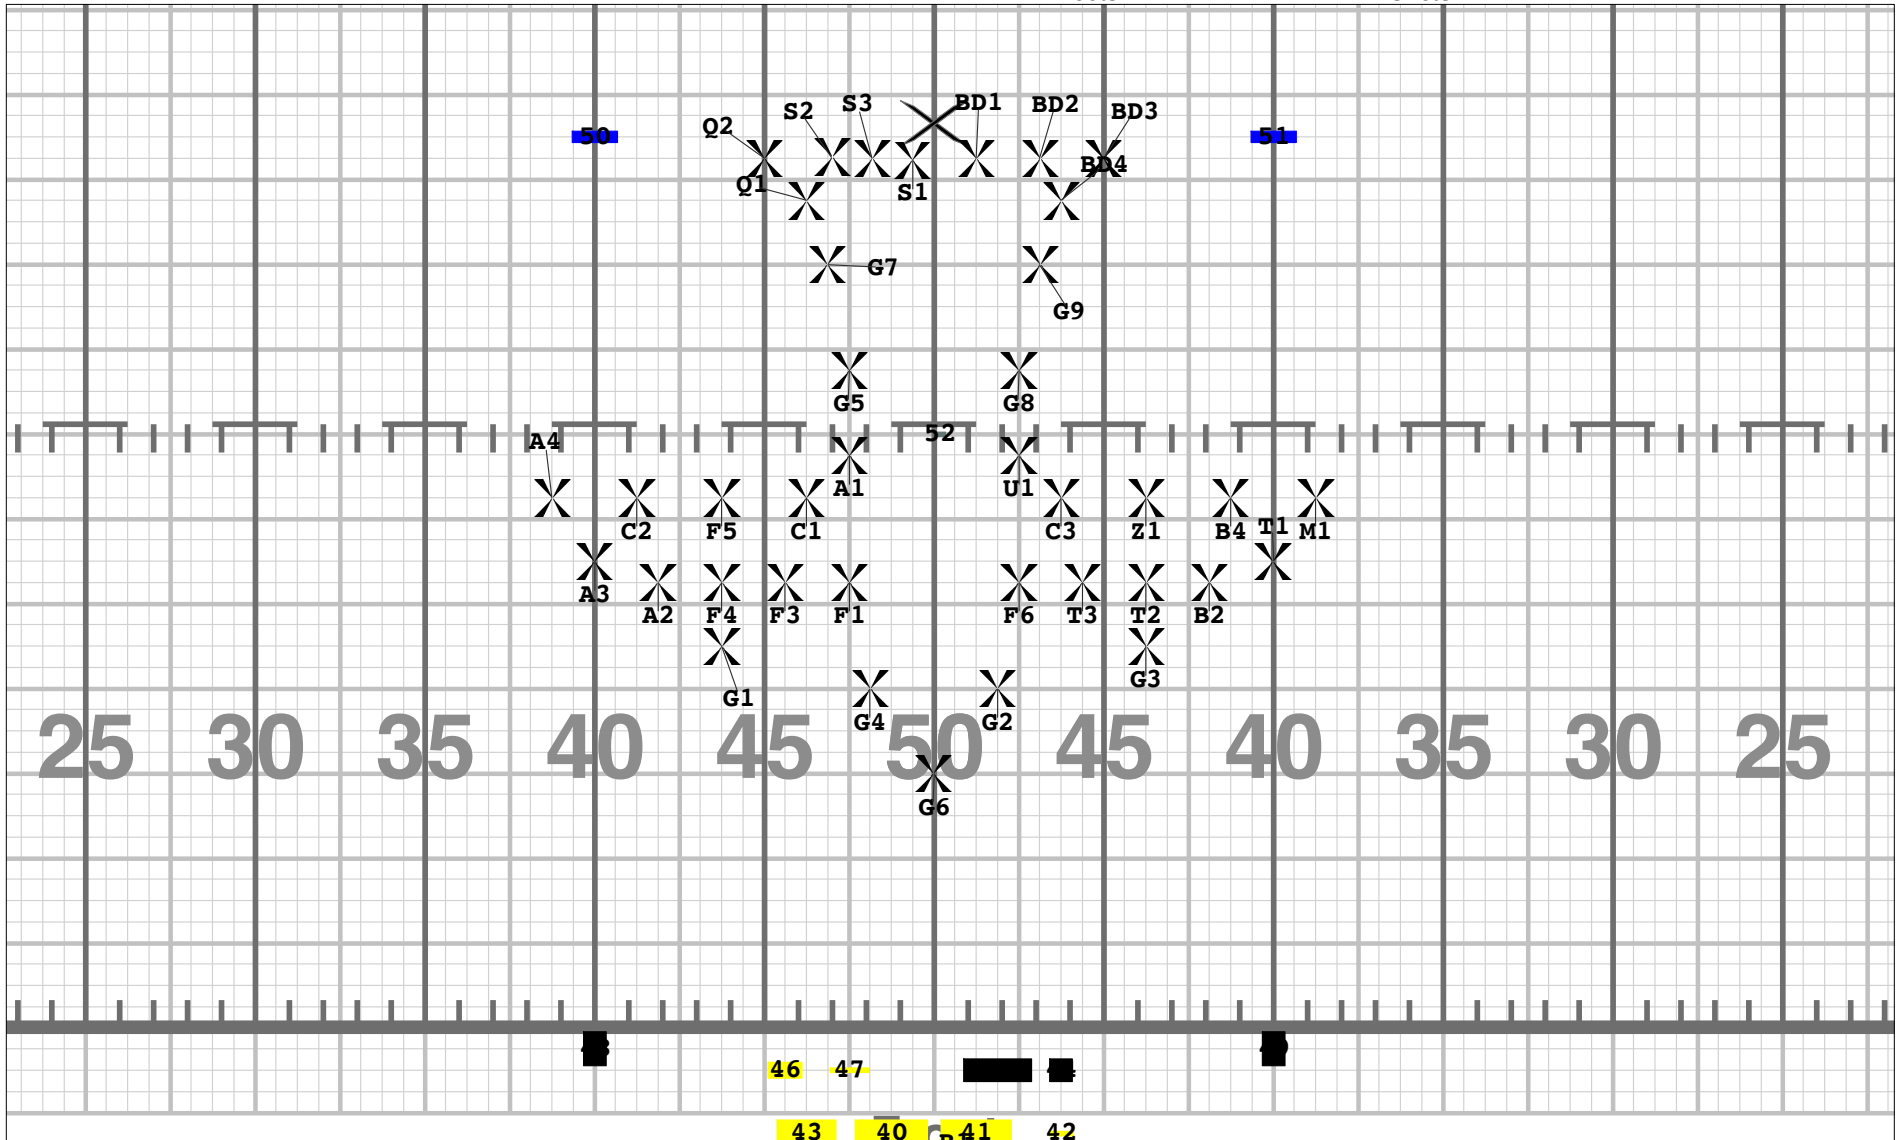 S3 BD1 BD2
S2 BD3
Q2
50 51
BD4
Q1 S1
G7
G9
G5 G8
52
A4
A1 U1
C2 F5 C1 C3 Z1 B4 T1 M1
A3
A2 F4 F3 F1 F6 T3 T2 B2
G3
G1
G4 G2
25 30 35 40 45 50 45 40 35 30 25
G6
46 47
43 40 41 42